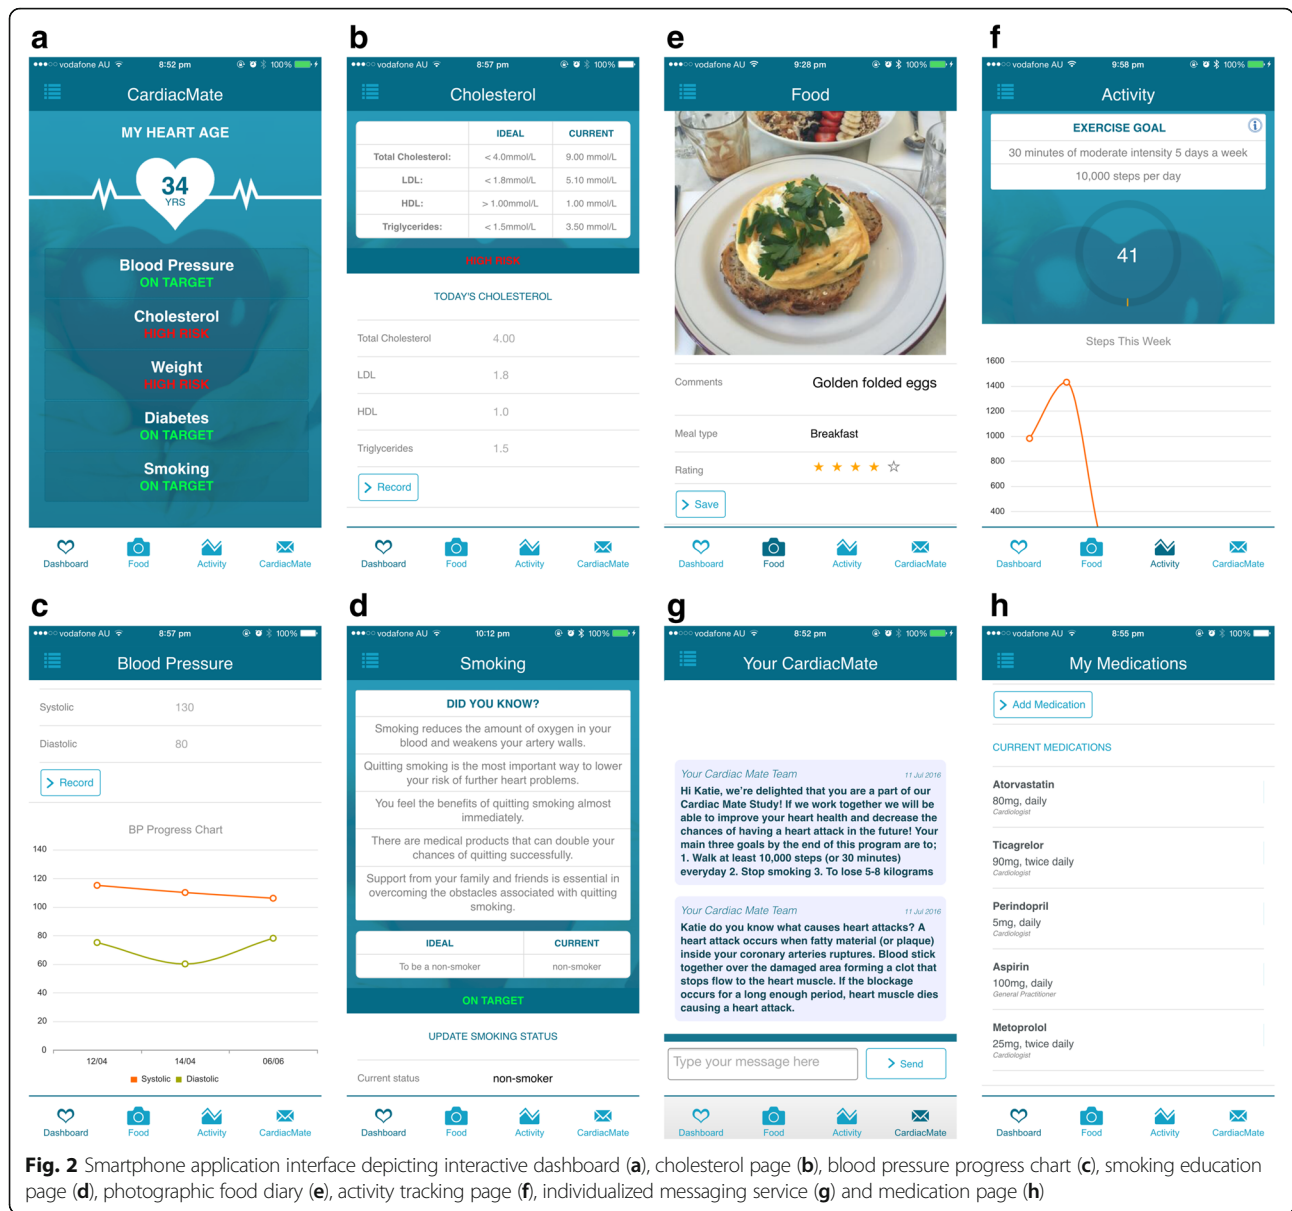 a
vodafone AU 8:52 pm 100%
CardiacMate
MY HEART AGE
34
YRS
Blood Pressure
ON TARGET
Cholesterol
HIGH RISK
Weight
HIGH RISK
Diabetes
ON TARGET
Smoking
ON TARGET
Dashboard Food Activity CardiacMate
b
vodafone AU 8:57 pm 100%
Cholesterol
IDEAL CURRENT
Total Cholesterol: < 4.0mmol/L 9.00 mmol/L
LDL: < 1.8mmol/L 5.10 mmol/L
HDL: > 1.00mmol/L 1.00 mmol/L
Triglycerides: < 1.5mmol/L 3.50 mmol/L
HIGH RISK
TODAY'S CHOLESTEROL
Total Cholesterol 4.00
LDL 1.8
HDL 1.0
Triglycerides 1.5
Record
Dashboard Food Activity CardiacMate
e
vodafone AU 9:28 pm 100%
Food
Comments Golden folded eggs
Meal type Breakfast
Rating
Save
Dashboard Food Activity CardiacMate
f
vodafone AU 9:58 pm 100%
Activity
EXERCISE GOAL i
30 minutes of moderate intensity 5 days a week
10,000 steps per day
41
Steps This Week
1600
1400
1200
1000
800
600
400
Dashboard Food Activity CardiacMate
c
vodafone AU 8:57 pm 100%
Blood Pressure
Systolic 130
Diastolic 80
Record
BP Progress Chart
140
120
100
80
60
40
20
0
12/04 14/04 06/06
Systolic Diastolic
Dashboard Food Activity CardiacMate
d
vodafone AU 10:12 pm 100%
Smoking
DID YOU KNOW?
Smoking reduces the amount of oxygen in your
blood and weakens your artery walls.
Quitting smoking is the most important way to lower
your risk of further heart problems.
You feel the benefits of quitting smoking almost
immediately.
There are medical products that can double your
chances of quitting successfully.
Support from your family and friends is essential in
overcoming the obstacles associated with quitting
smoking.
IDEAL CURRENT
To be a non-smoker non-smoker
ON TARGET
UPDATE SMOKING STATUS
Current status non-smoker
Dashboard Food Activity CardiacMate
g
vodafone AU 8:52 pm 100%
Your CardiacMate
Your Cardiac Mate Team 11 Jul 2016
Hi Katie, we're delighted that you are a part of our
Cardiac Mate Study! If we work together we will be
able to improve your heart health and decrease the
chances of having a heart attack in the future! Your
main three goals by the end of this program are to;
1. Walk at least 10,000 steps (or 30 minutes)
everyday 2. Stop smoking 3. To lose 5-8 kilograms
Your Cardiac Mate Team 11 Jul 2016
Katie do you know what causes heart attacks? A
heart attack occurs when fatty material (or plaque)
inside your coronary arteries ruptures. Blood stick
together over the damaged area forming a clot that
stops flow to the heart muscle. If the blockage
occurs for a long enough period, heart muscle dies
causing a heart attack.
Type your message here Send
Dashboard Food Activity CardiacMate
h
vodafone AU 8:55 pm 100%
My Medications
Add Medication
CURRENT MEDICATIONS
Atorvastatin
80mg, daily
Cardiologist
Ticagrelor
90mg, twice daily
Cardiologist
Perindopril
5mg, daily
Cardiologist
Aspirin
100mg, daily
General Practitioner
Metoprolol
25mg, twice daily
Cardiologist
Dashboard Food Activity CardiacMate
Fig. 2 Smartphone application interface depicting interactive dashboard (a), cholesterol page (b), blood pressure progress chart (c), smoking education
page (d), photographic food diary (e), activity tracking page (f), individualized messaging service (g) and medication page (h)